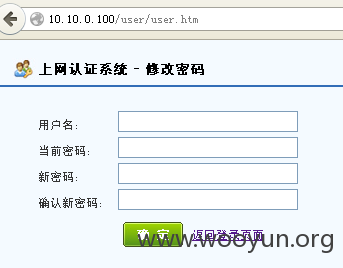 10.10.0.100/user/user.htm
上网认证系统 - 修改密码
用户名:
当前密码:
新密码:
确认新密码:
确 定 返回登录页面
www.wooyun.org